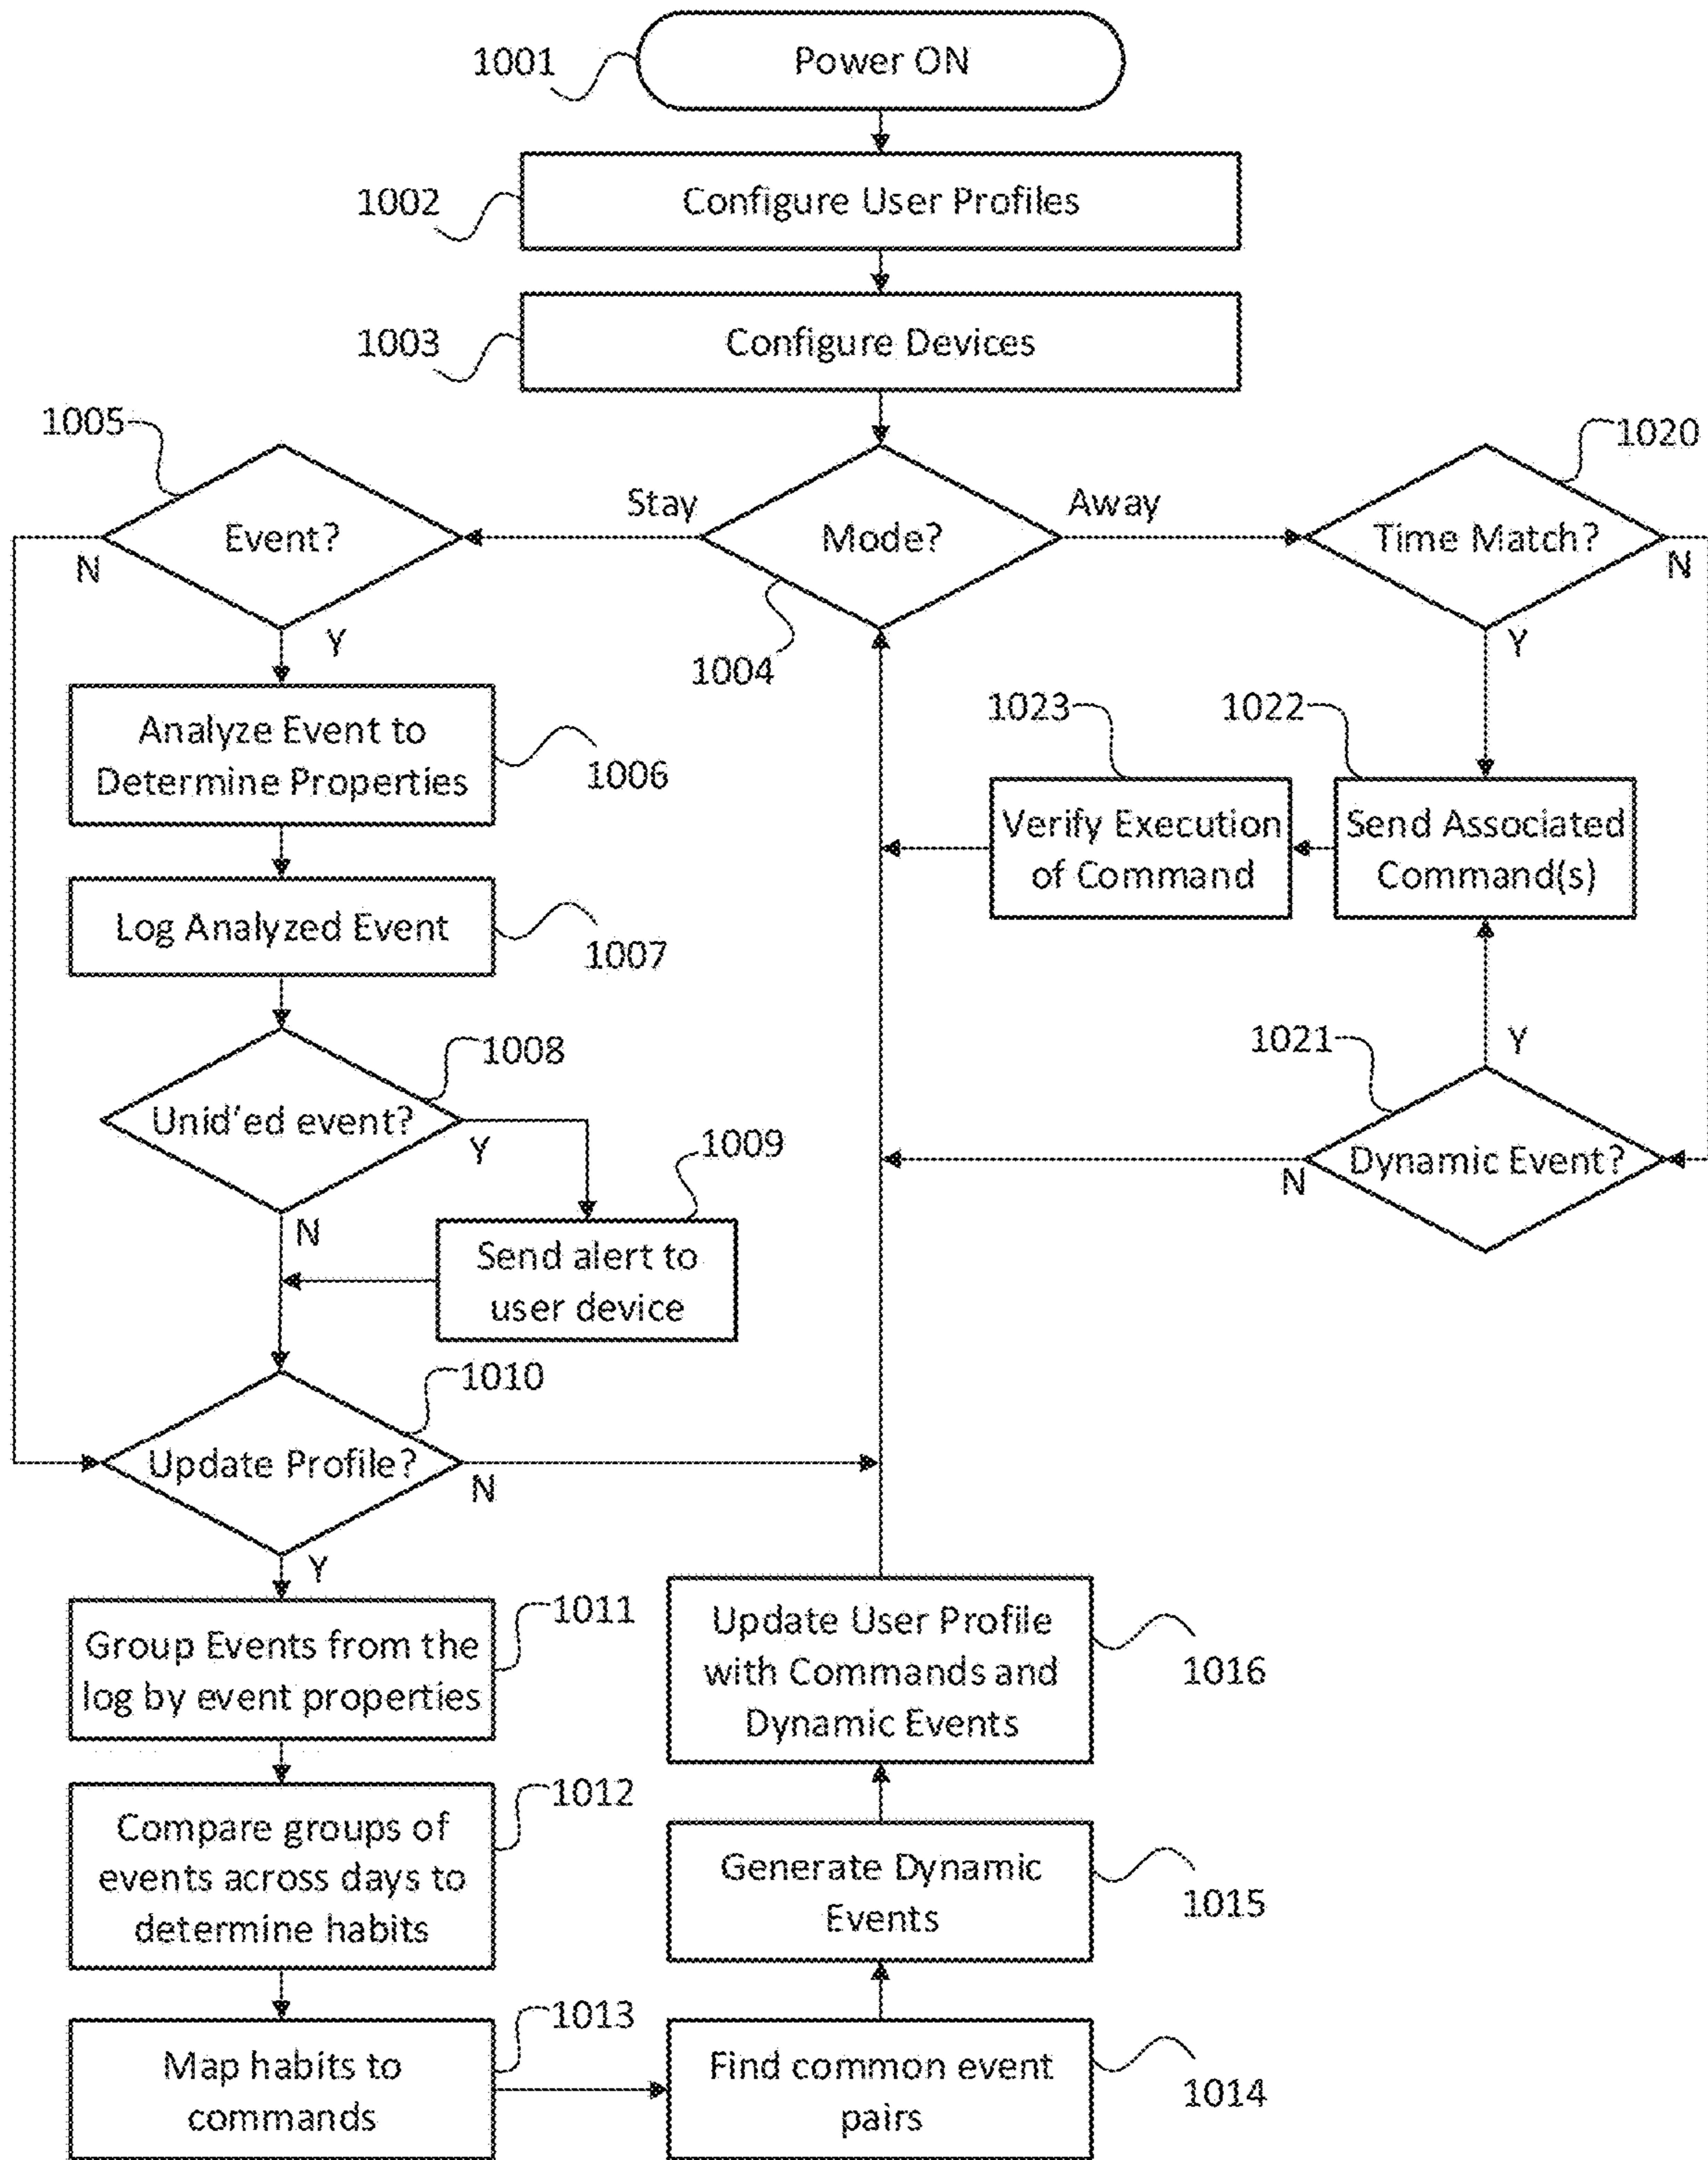 1001
Power ON
1002
Configure User Profiles
1003
Configure Devices
1005
1020
Stay
Away
Event?
Mode?
Time Match?
N
N
Y
Y
1004
1023
1022
Analyze Event to
Determine Properties
1006
Verify Execution
of Command
Send Associated
Command(s)
Log Analyzed Event
1007
1008
1021
Y
Unid'ed event?
Y
1009
Dynamic Event?
N
N
Send alert to
user device
1010
Update Profile?
N
Y
1011
Group Events from the
log by event properties
Update User Profile
with Commands and
Dynamic Events
1016
1012
Compare groups of
events across days to
determine habits
Generate Dynamic
Events
1015
1013
Map habits to
commands
Find common event
pairs
1014